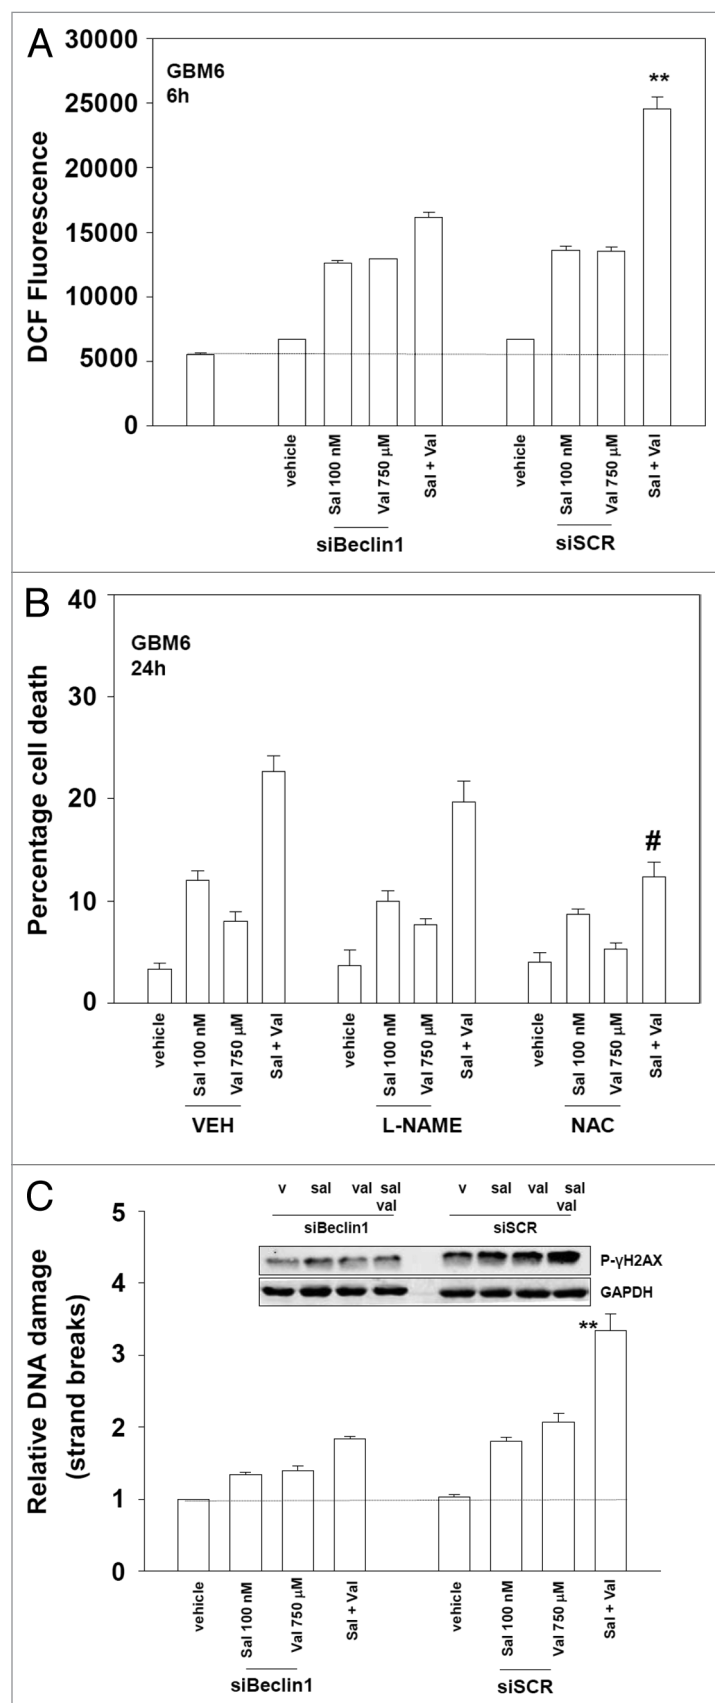 A
30000
25000
20000
15000
10000
5000
0
DCF Fluorescence
GBM6
6h
**
vehicle
Sal 100 nM
Val 750 µM
Sal + Val
vehicle
Sal 100 nM
Val 750 µM
Sal + Val
siBeclin1
siSCR
B
40
30
20
10
0
Percentage cell death
GBM6
24h
#
vehicle
Sal 100 nM
Val 750 µM
Sal + Val
vehicle
Sal 100 nM
Val 750 µM
Sal + Val
vehicle
Sal 100 nM
Val 750 µM
Sal + Val
VEH
L-NAME
NAC
C
5
4
3
2
1
0
Relative DNA damage
(strand breaks)
v sal val sal val
v sal val sal val
siBeclin1
siSCR
P-γH2AX
GAPDH
**
vehicle
Sal 100 nM
Val 750 µM
Sal + Val
vehicle
Sal 100 nM
Val 750 µM
Sal + Val
siBeclin1
siSCR